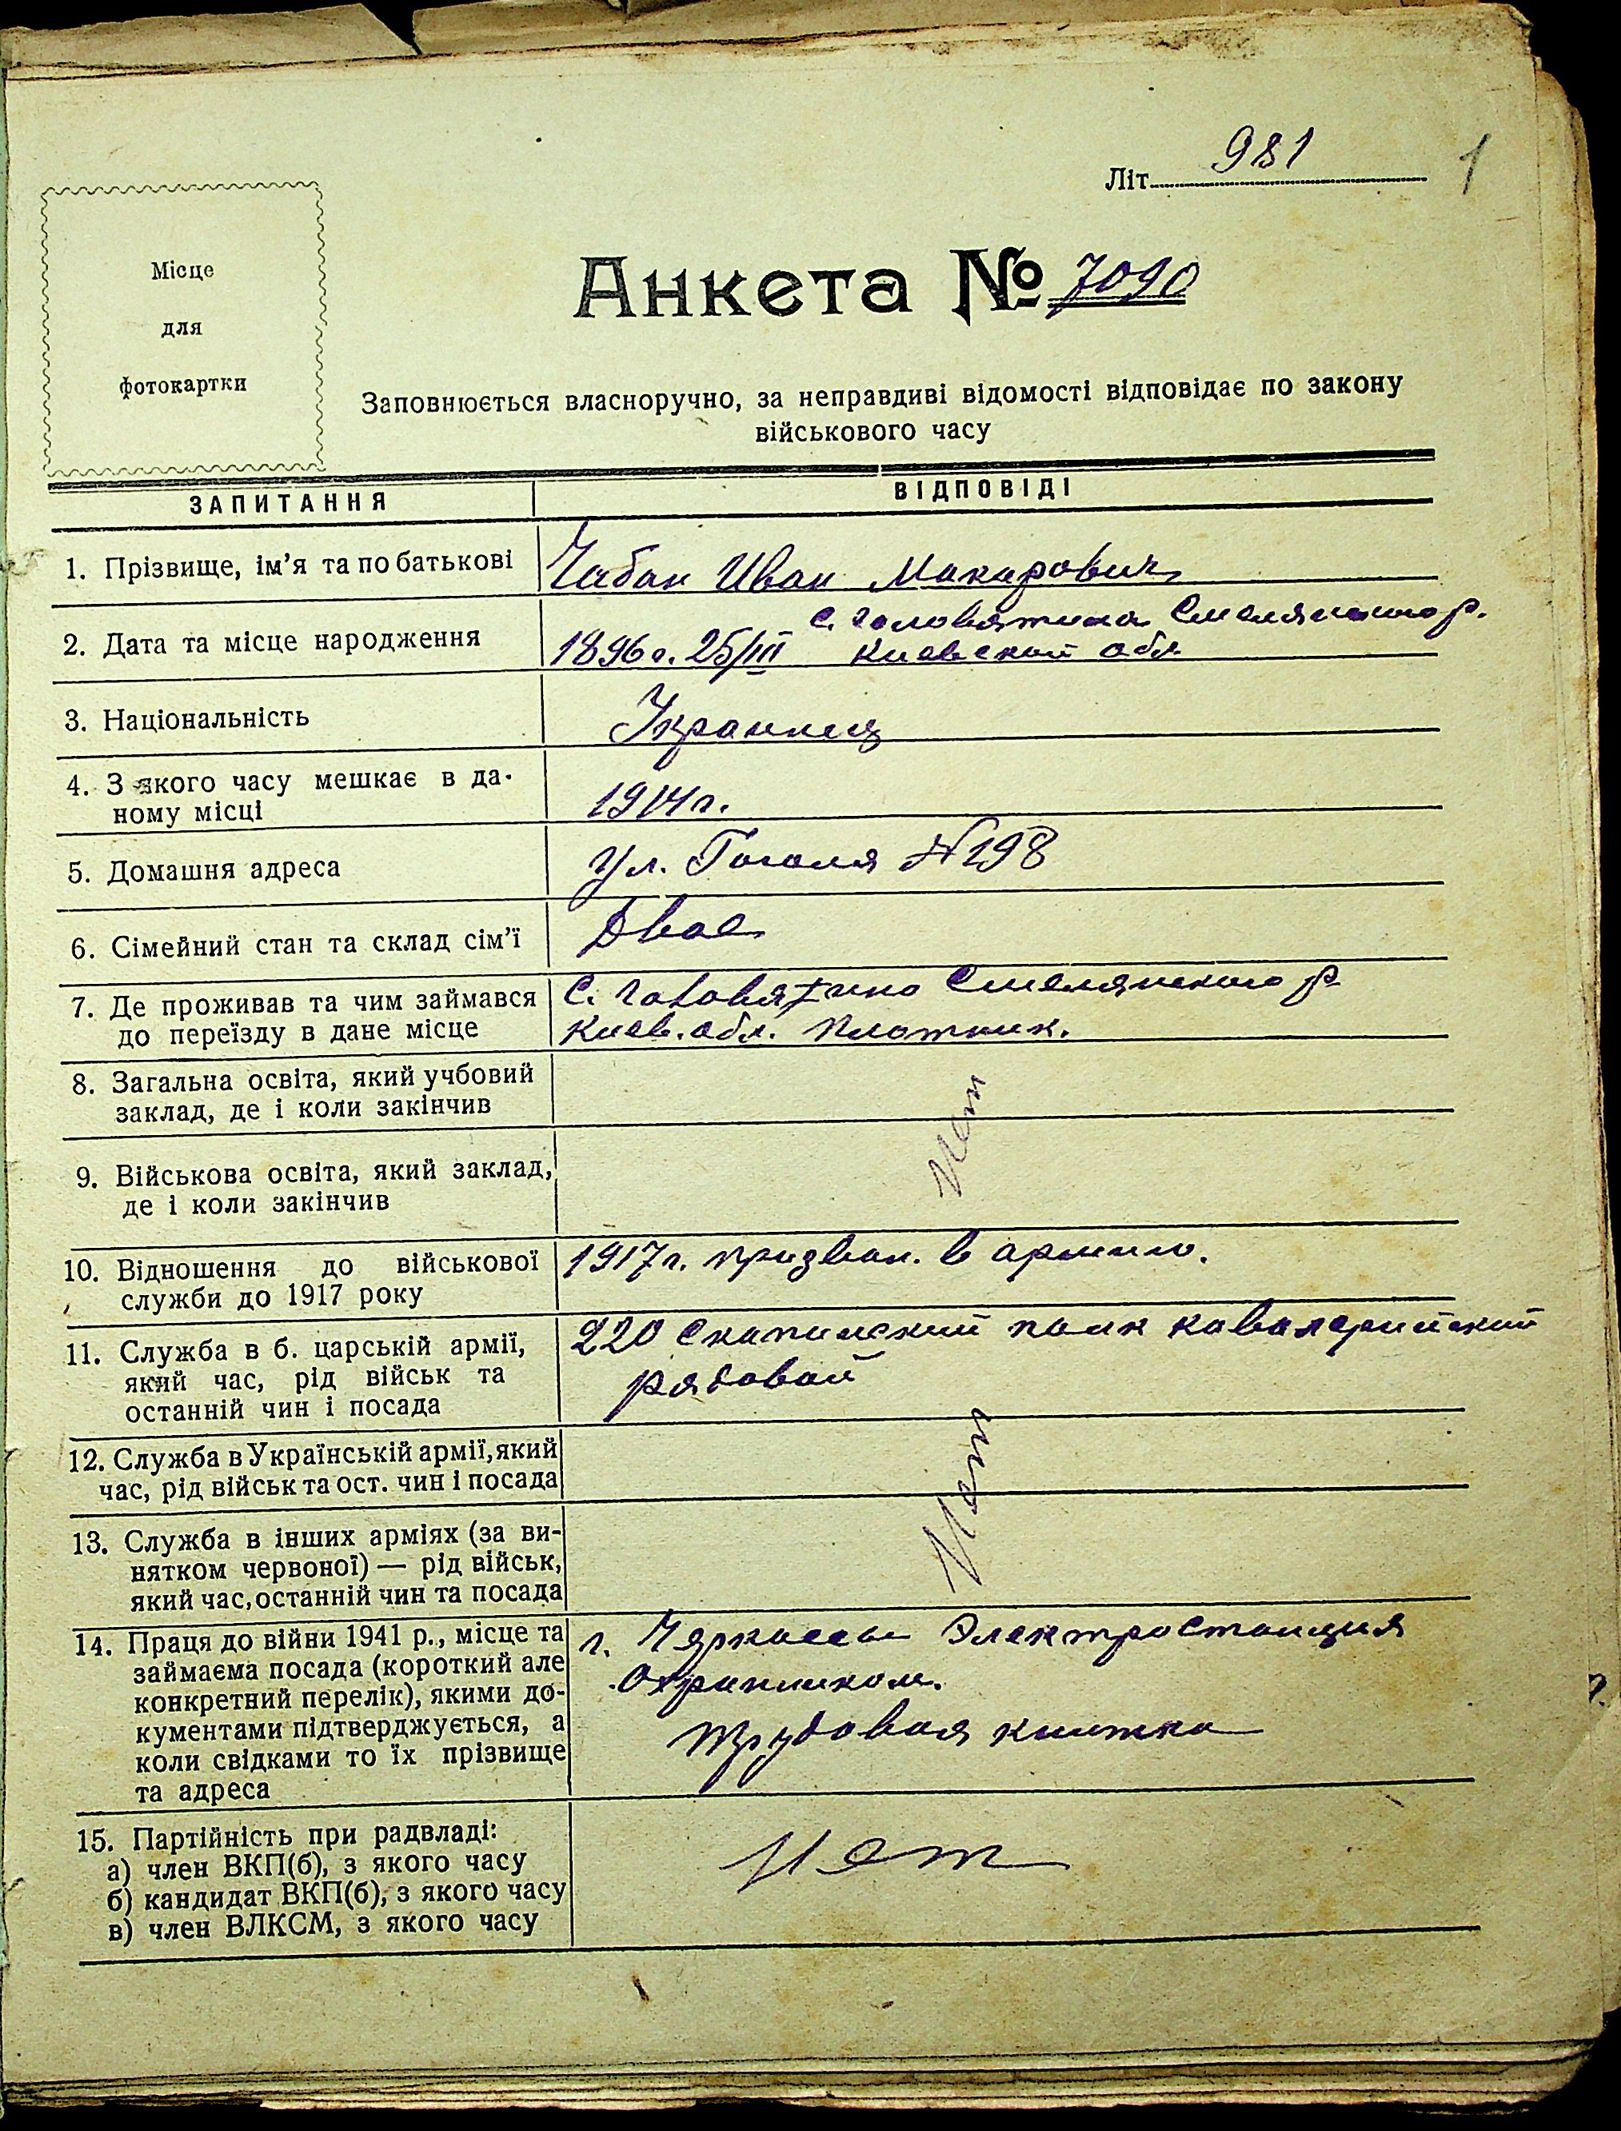 Літ. 981
1
Місце
для
фотокартки
Анкета № 7090
Заповнюється власноручно, за неправдиві відомості відповідає по закону
військового часу
ЗАПИТАННЯ
ВІДПОВІДІ
1. Прізвище, ім'я та по батькові
Чабан Иван Макарович
2. Дата та місце народження
с. Головятина Смелянского р.
1896 г. 25/III Киевской обл
3. Національність
Украинец
4. З якого часу мешкає в да-
ному місці
1914 г.
5. Домашня адреса
Ул. Гоголя № 198
6. Сімейний стан та склад сім'ї
Двое
7. Де проживав та чим займався
до переїзду в дане місце
С. Головятино Смелянского р
Киев. обл. Плотник.
8. Загальна освіта, який учбовий
заклад, де і коли закінчив
Нет
9. Військова освіта, який заклад,
де і коли закінчив
10. Відношення до військової
служби до 1917 року
1917 г. призван. в армию.
11. Служба в б. царській армії,
який час, рід військ та
останній чин і посада
220 Скопинский полк кавалерийский
рядовой
12. Служба в Українській армії, який
час, рід військ та ост. чин і посада
Нет
13. Служба в інших арміях (за ви-
нятком червоної) — рід військ,
який час, останній чин та посада
14. Праця до війни 1941 р., місце та
займаєма посада (короткий але
конкретний перелік), якими до-
кументами підтверджується, а
коли свідками то їх прізвище
та адреса
г. Черкассы Электростанция
Охранником.
Трудовая книжка
15. Партійність при радвладі:
а) член ВКП(б), з якого часу
б) кандидат ВКП(б), з якого часу
в) член ВЛКСМ, з якого часу
Нет